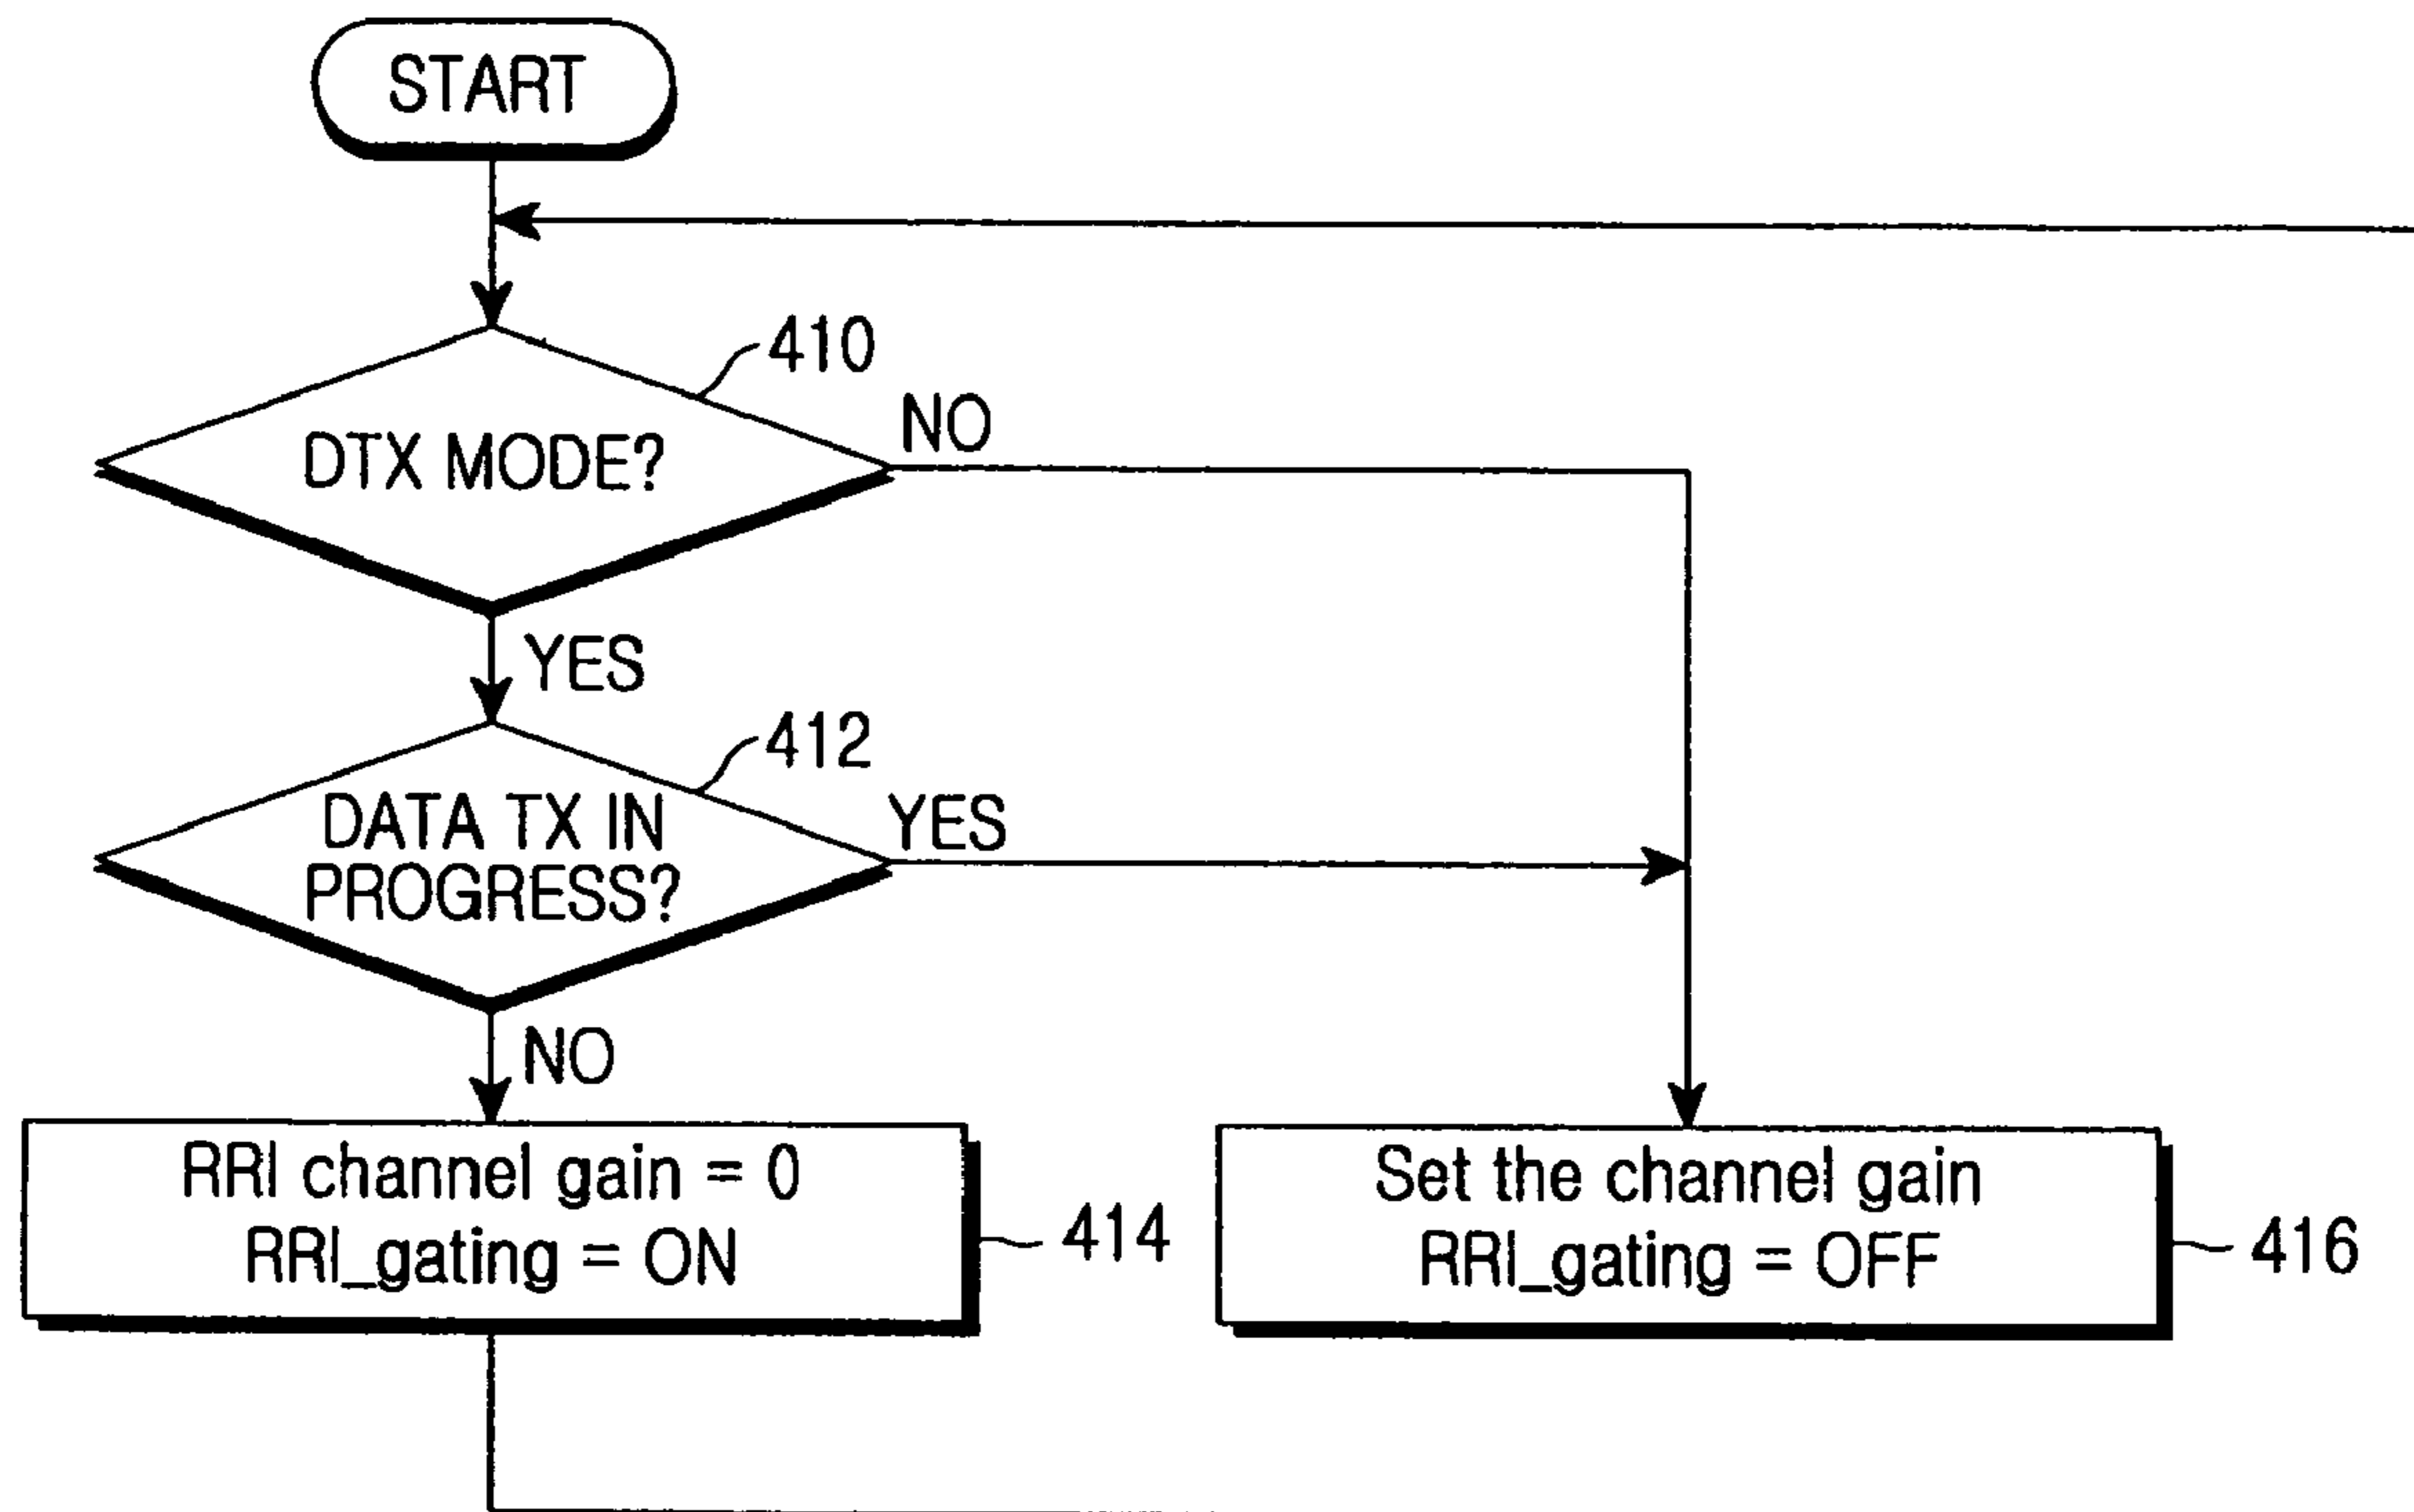 START
410
NO
DTX MODE?
YES
412
DATA TX IN
PROGRESS?
YES
NO
RRI channel gain = 0
RRI_gating = ON
414
Set the channel gain
RRI_gating = OFF
416